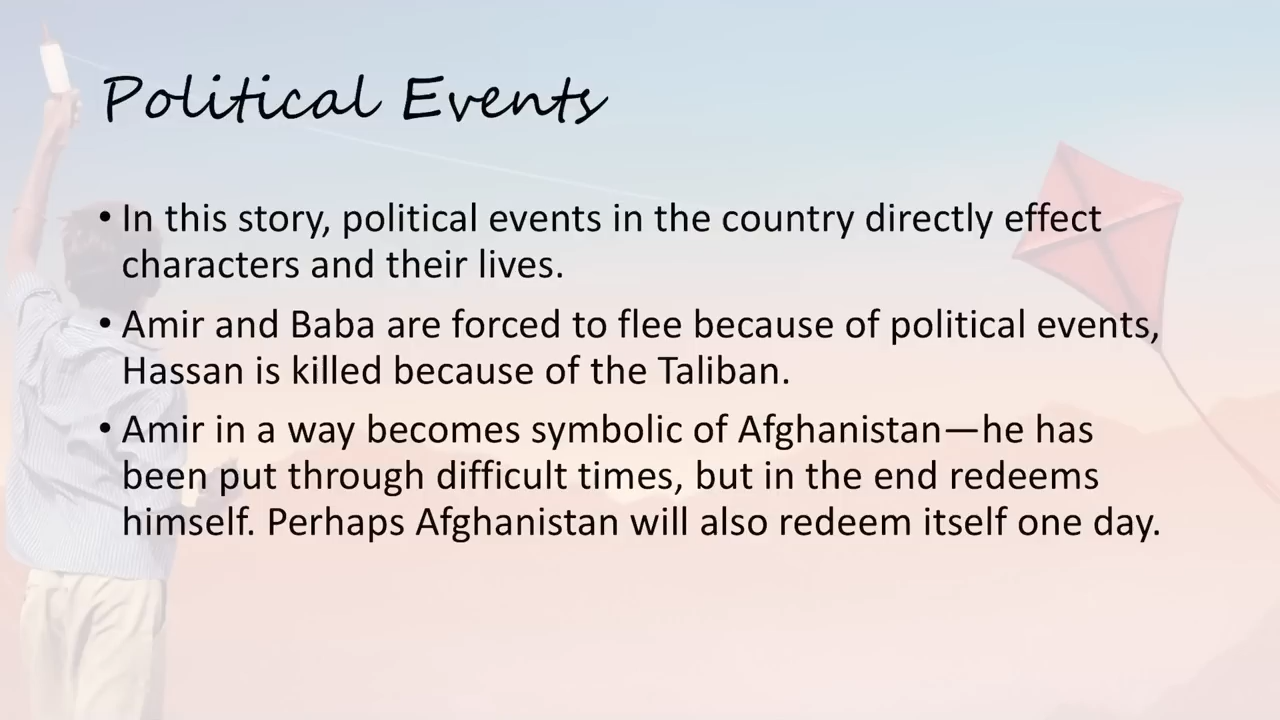 Political Events
• In this story, political events in the country directly effect
characters and their lives.
• Amir and Baba are forced to flee because of political events,
Hassan is killed because of the Taliban.
• Amir in a way becomes symbolic of Afghanistan—he has
been put through difficult times, but in the end redeems
himself. Perhaps Afghanistan will also redeem itself one day.